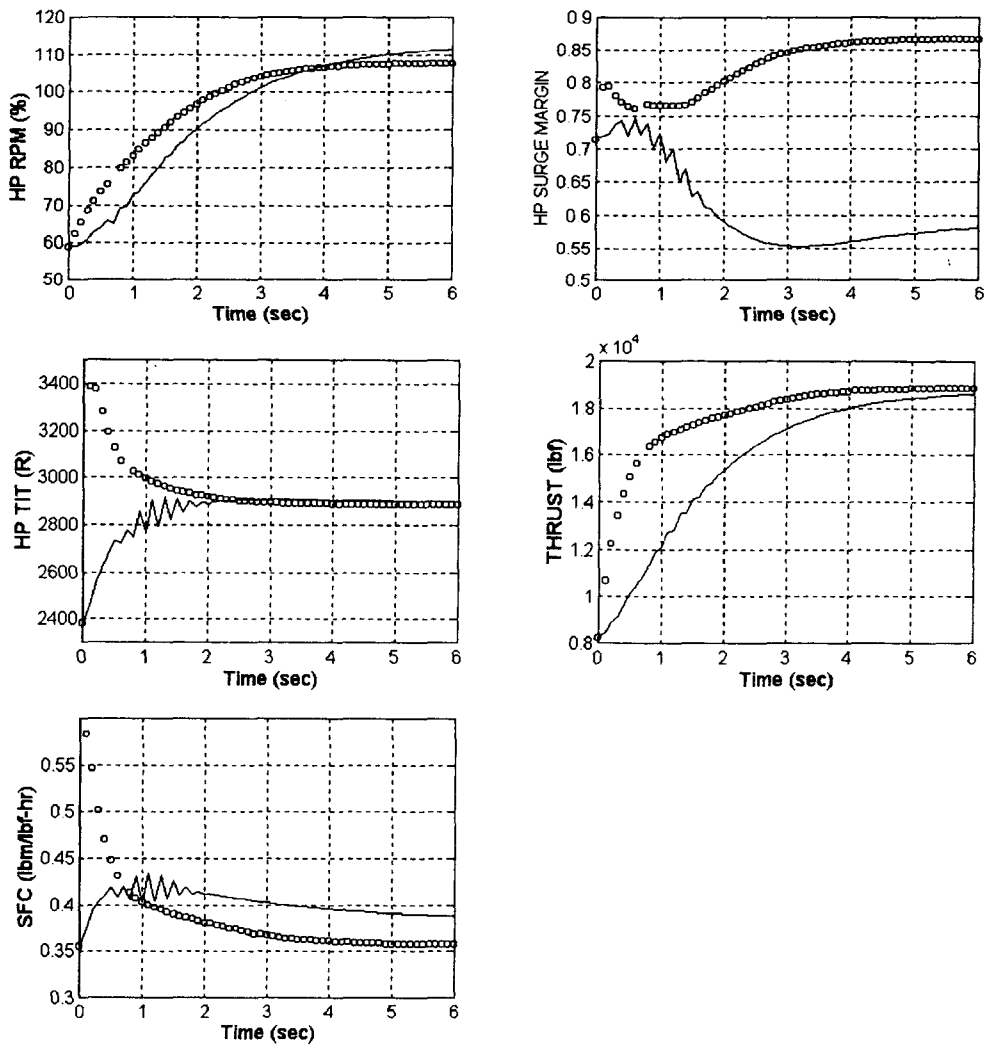 120
110
100
90
80
70
60
50
HP RPM (%)
0 1 2 3 4 5 6
Time (sec)
0.9
0.85
0.8
0.75
0.7
0.65
0.6
0.55
0.5
HP SURGE MARGIN
0 1 2 3 4 5 6
Time (sec)
3400
3200
3000
2800
2600
2400
HP TIT (R)
0 1 2 3 4 5 6
Time (sec)
x 10^4
2
1.8
1.6
1.4
1.2
1
0.8
THRUST (lbf)
0 1 2 3 4 5 6
Time (sec)
0.55
0.5
0.45
0.4
0.35
0.3
SFC (lbm/lbf-hr)
0 1 2 3 4 5 6
Time (sec)